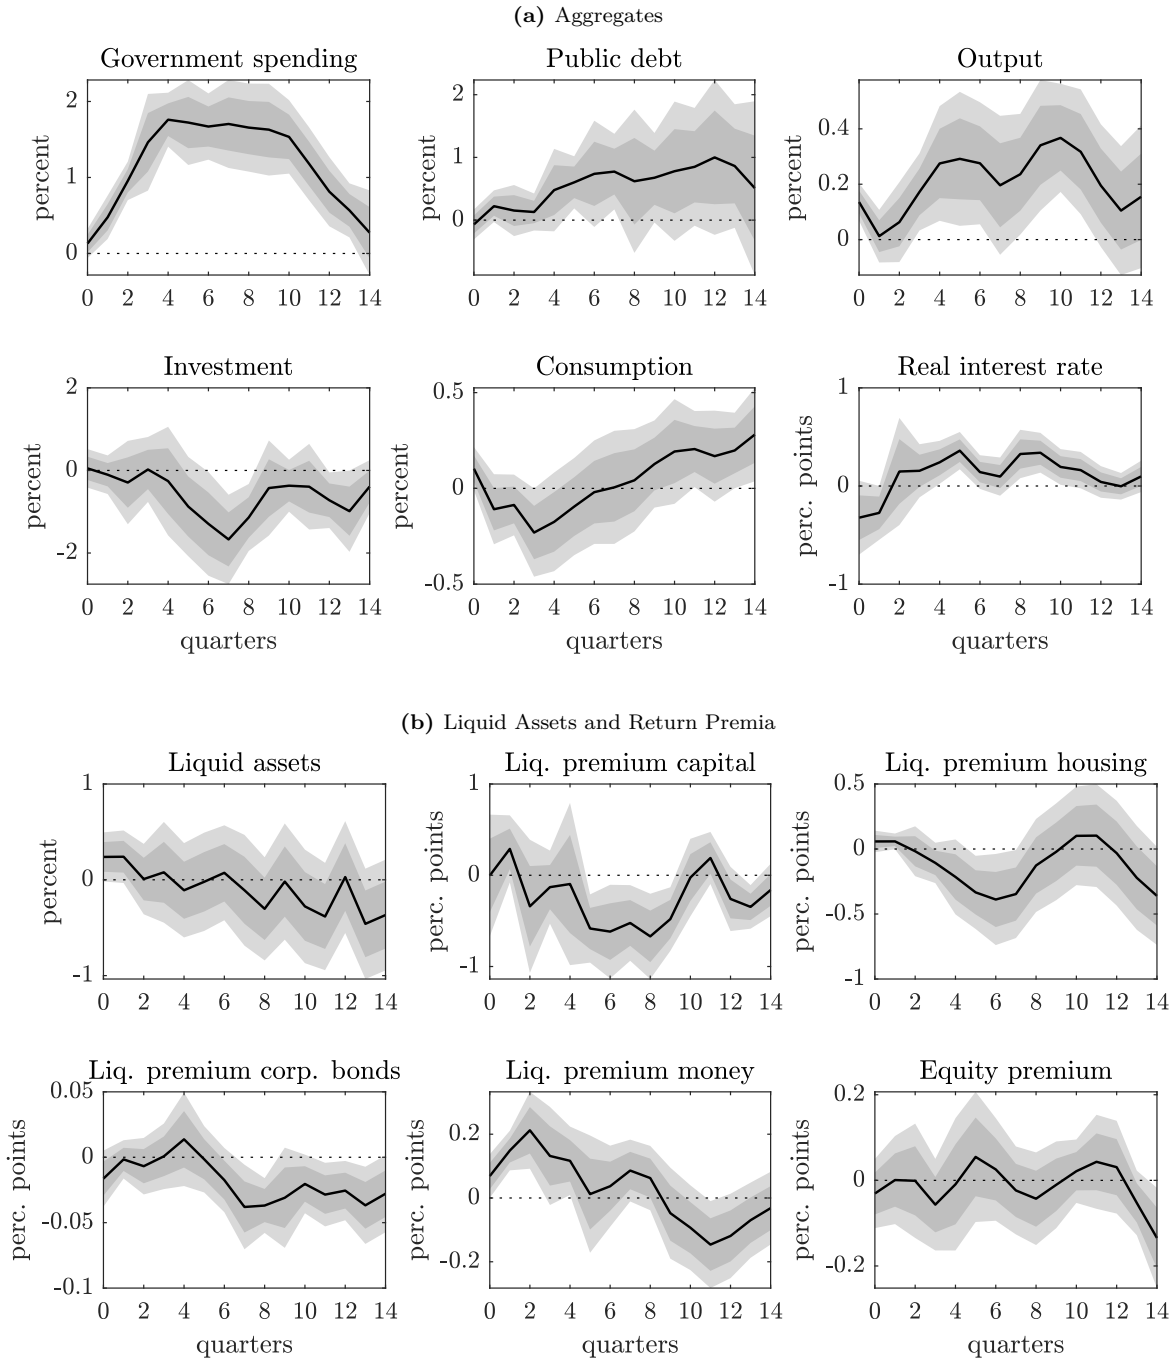 (a) Aggregates
Government spending
Public debt
Output
percent
2
1
0
0 2 4 6 8 10 12 14
percent
2
1
0
0 2 4 6 8 10 12 14
percent
0.4
0.2
0
0 2 4 6 8 10 12 14
Investment
Consumption
Real interest rate
percent
2
0
-2
0 2 4 6 8 10 12 14
quarters
percent
0.5
0
-0.5
0 2 4 6 8 10 12 14
quarters
perc. points
1
0
-1
0 2 4 6 8 10 12 14
quarters
(b) Liquid Assets and Return Premia
Liquid assets
Liq. premium capital
Liq. premium housing
percent
1
0
-1
0 2 4 6 8 10 12 14
perc. points
1
0
-1
0 2 4 6 8 10 12 14
perc. points
0.5
0
-0.5
-1
0 2 4 6 8 10 12 14
Liq. premium corp. bonds
Liq. premium money
Equity premium
perc. points
0.05
0
-0.05
-0.1
0 2 4 6 8 10 12 14
quarters
perc. points
0.2
0
-0.2
0 2 4 6 8 10 12 14
quarters
perc. points
0.2
0
-0.2
0 2 4 6 8 10 12 14
quarters